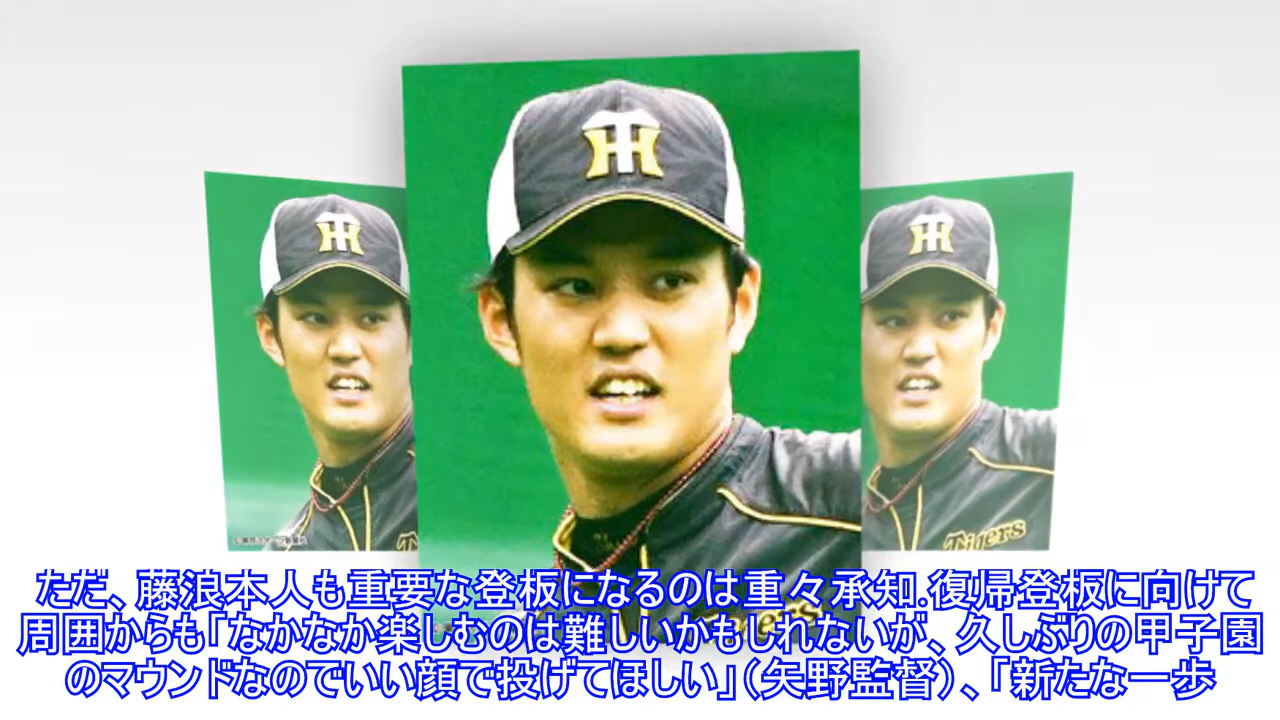 TH
TH
TH
Tigers
ただ、藤浪本人も重要な登板になるのは重々承知。復帰登板に向けて
周囲からも「なかなか楽しむのは難しいかもしれないが、久しぶりの甲子園
のマウンドなのでいい顔で投げてほしい」（矢野監督）、「新たな一歩